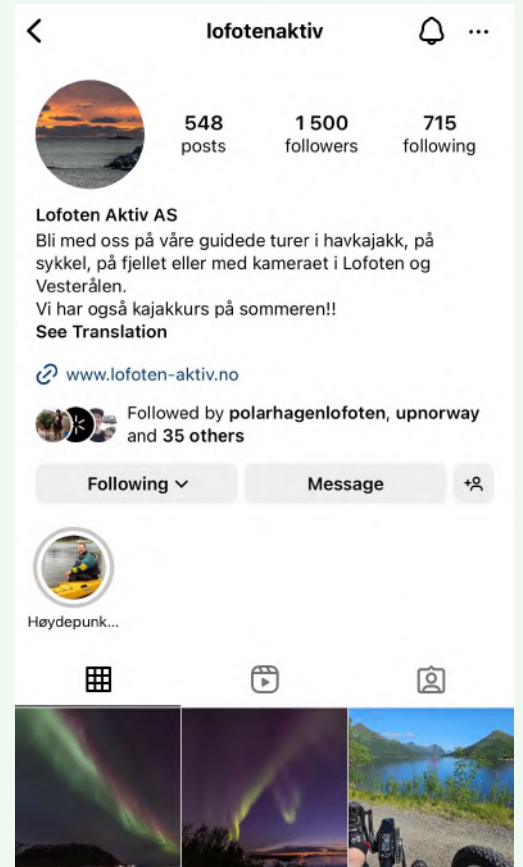 lofotenaktiv
548
posts
1 500
followers
715
following
Lofoten Aktiv AS
Bli med oss på våre guidede turer i havkajakk, på
sykkel, på fjellet eller med kameraet i Lofoten og
Vesterålen.
Vi har også kajakkurs på sommeren!!
See Translation
www.lofoten-aktiv.no
Followed by polarhagenlofoten, upnorway
and 35 others
Following
Message
Høydepunk...